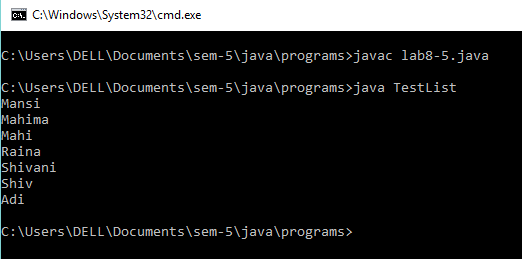 C:\Windows\System32\cmd.exe
C:\Users\DELL\Documents\sem-5\java\programs>javac lab8-5.java
C:\Users\DELL\Documents\sem-5\java\programs>java TestList
Mansi
Mahima
Mahi
Raina
Shivani
Shiv
Adi
C:\Users\DELL\Documents\sem-5\java\programs>